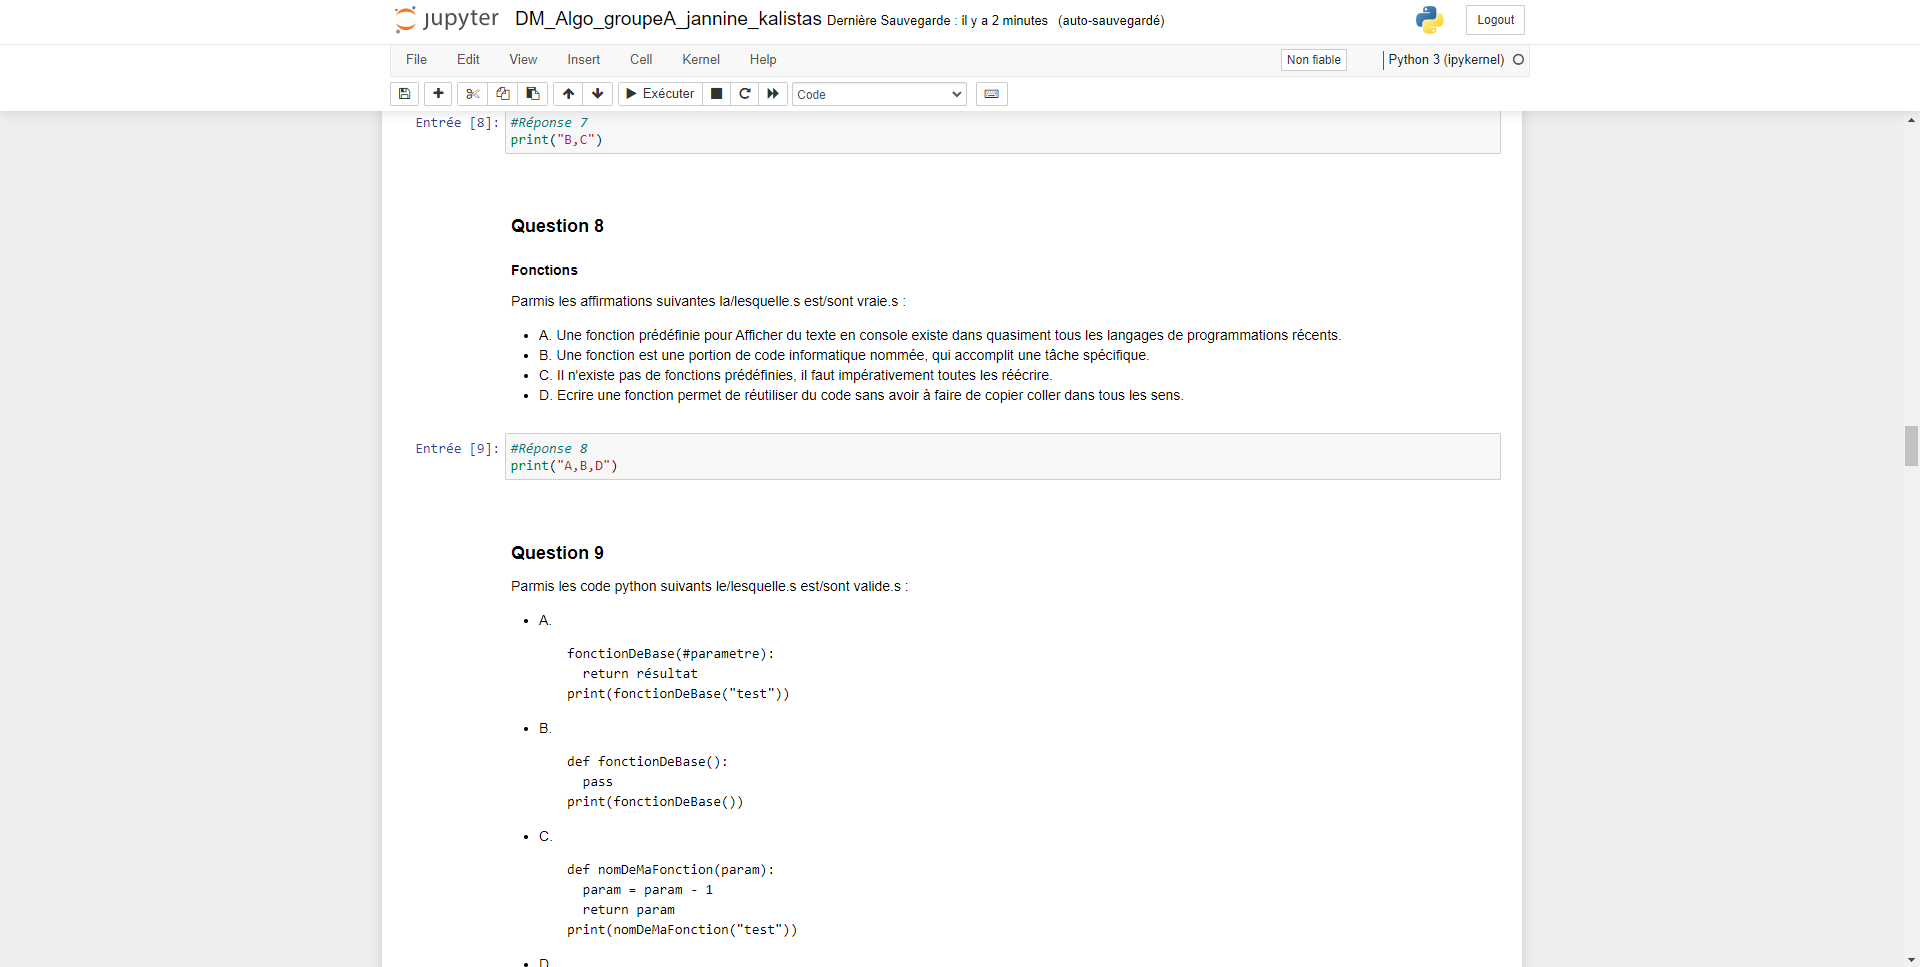 jupyter DM_Algo_groupeA_jannine_kalistas Dernière Sauvegarde : il y a 2 minutes (auto-sauvegardé) Logout
File Edit View Insert Cell Kernel Help Non fiable Python 3 (ipykernel)
Exécuter Code
Entrée [8]: #Réponse 7
print("B,C")
Question 8
Fonctions
Parmis les affirmations suivantes la/lesquelle.s est/sont vraie.s :
• A. Une fonction prédéfinie pour Afficher du texte en console existe dans quasiment tous les langages de programmations récents.
• B. Une fonction est une portion de code informatique nommée, qui accomplit une tâche spécifique.
• C. Il n'existe pas de fonctions prédéfinies, il faut impérativement toutes les réécrire.
• D. Ecrire une fonction permet de réutiliser du code sans avoir à faire de copier coller dans tous les sens.
Entrée [9]: #Réponse 8
print("A,B,D")
Question 9
Parmis les code python suivants le/lesquelle.s est/sont valide.s :
• A.
fonctionDeBase(#parametre):
  return résultat
print(fonctionDeBase("test"))
• B.
def fonctionDeBase():
  pass
print(fonctionDeBase())
• C.
def nomDeMaFonction(param):
  param = param - 1
  return param
print(nomDeMaFonction("test"))
• D.